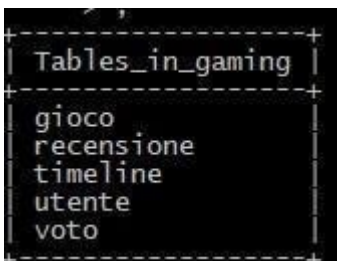 > ;
+-------------------+
| Tables_in_gaming |
+-------------------+
| gioco |
| recensione |
| timeline |
| utente |
| voto |
+-------------------+